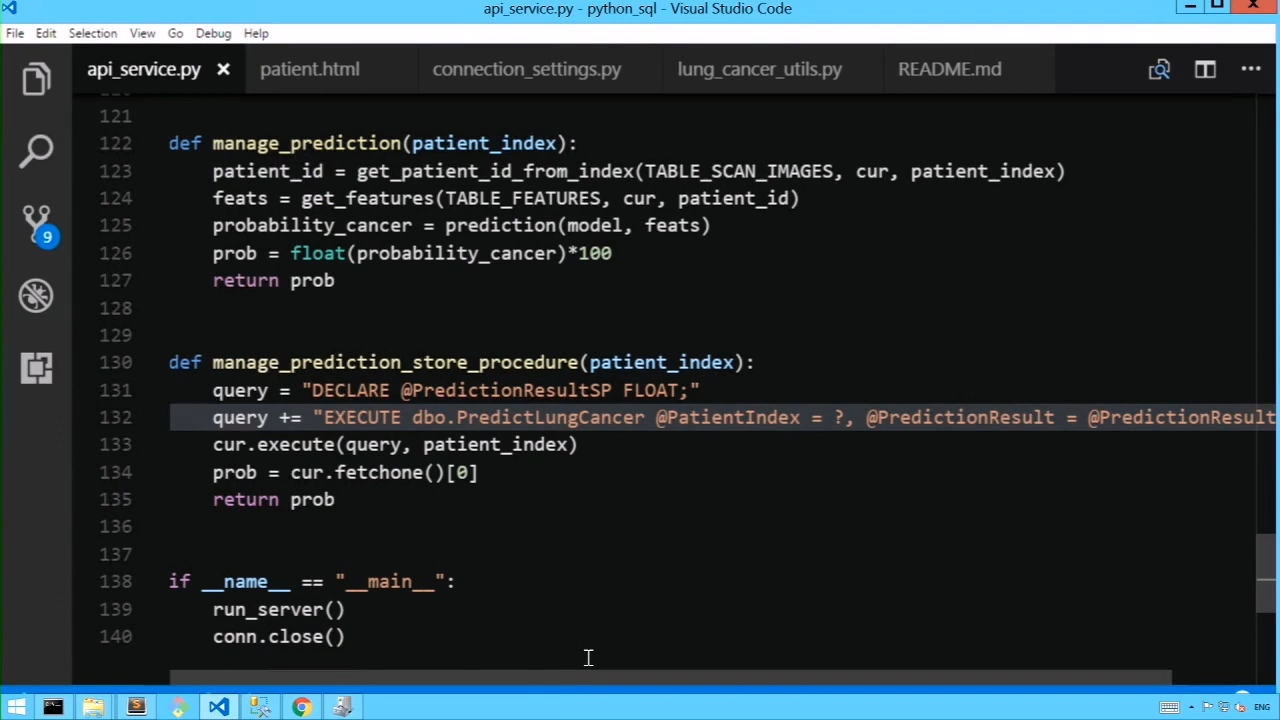 api_service.py - python_sql - Visual Studio Code
File Edit Selection View Go Debug Help
api_service.py patient.html connection_settings.py lung_cancer_utils.py README.md
121
122 def manage_prediction(patient_index):
123 patient_id = get_patient_id_from_index(TABLE_SCAN_IMAGES, cur, patient_index)
124 feats = get_features(TABLE_FEATURES, cur, patient_id)
125 probability_cancer = prediction(model, feats)
126 prob = float(probability_cancer)*100
127 return prob
128
129
130 def manage_prediction_store_procedure(patient_index):
131 query = "DECLARE @PredictionResultSP FLOAT;"
132 query += "EXECUTE dbo.PredictLungCancer @PatientIndex = ?, @PredictionResult = @PredictionResult
133 cur.execute(query, patient_index)
134 prob = cur.fetchone()[0]
135 return prob
136
137
138 if __name__ == "__main__":
139 run_server()
140 conn.close()
9
ENG